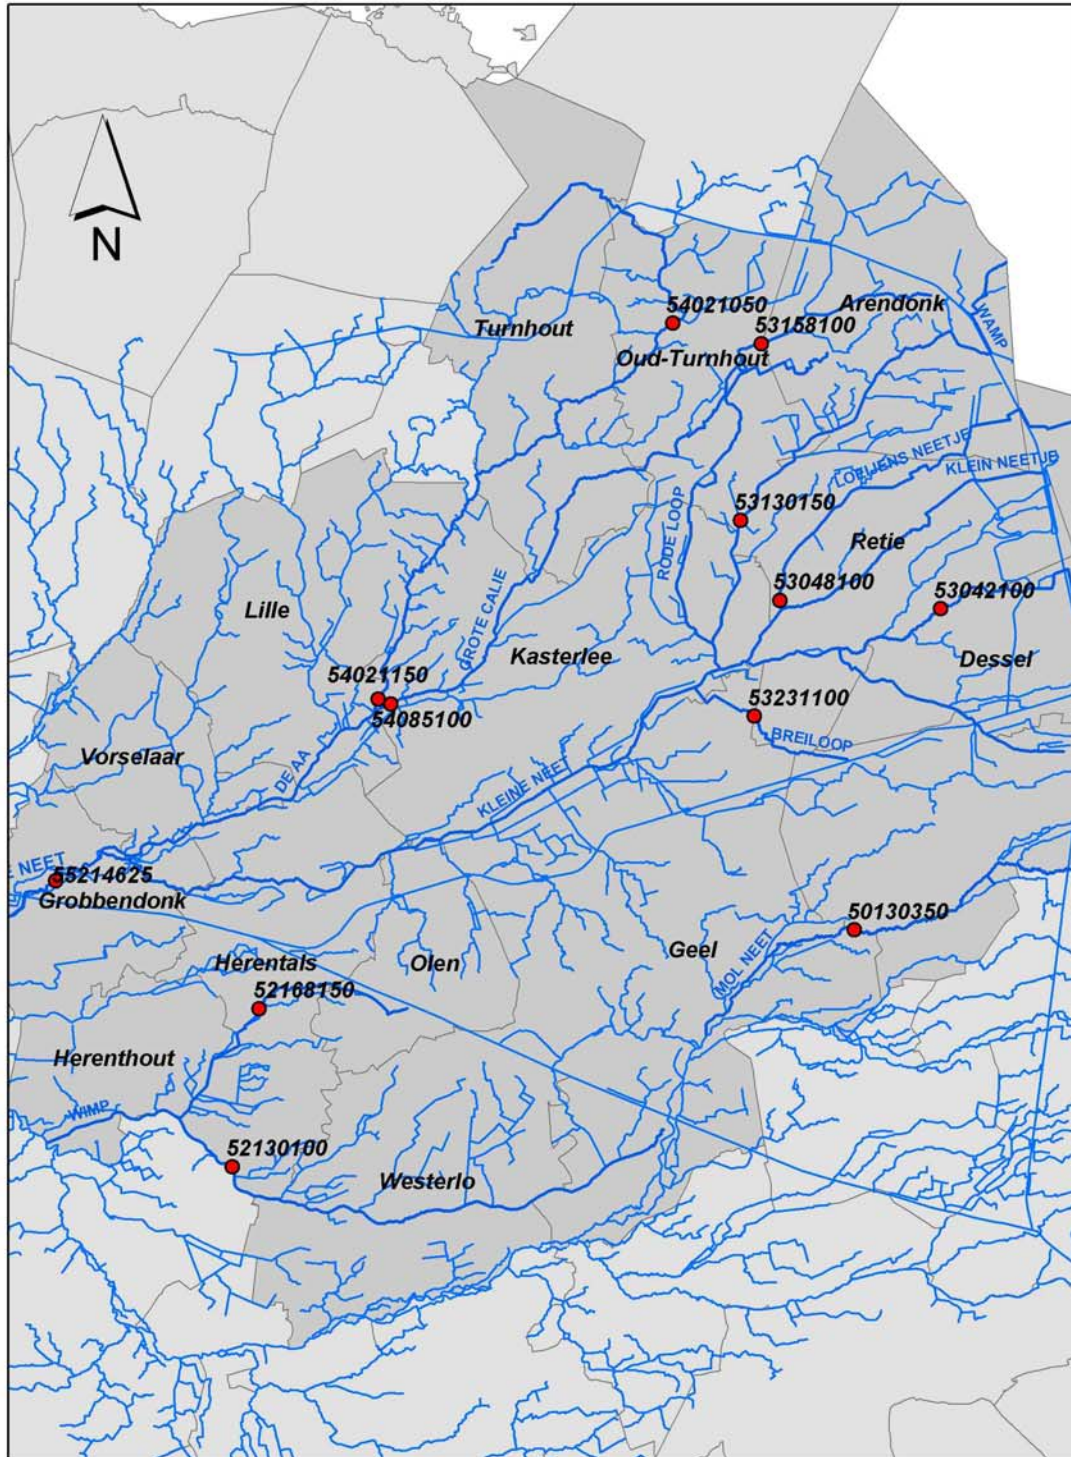 N
54021050
Arendonk
Turnhout
53158100
WAMP
Oud-Turnhout
LOEIJENS NEETJE
KLEIN NEETJE
53130150
RODE LOOP
Retie
53048100
53042100
Lille
GROTE CALIE
Kasterlee
Dessel
54021150
54085100
53231100
BREILOOP
Vorselaar
DE AA
KLEINE NEET
E NEET
55214625
Grobbendonk
50130350
Geel
MOL NEET
Herentals
Olen
52168150
Herenthout
WIMP
52130100
Westerlo